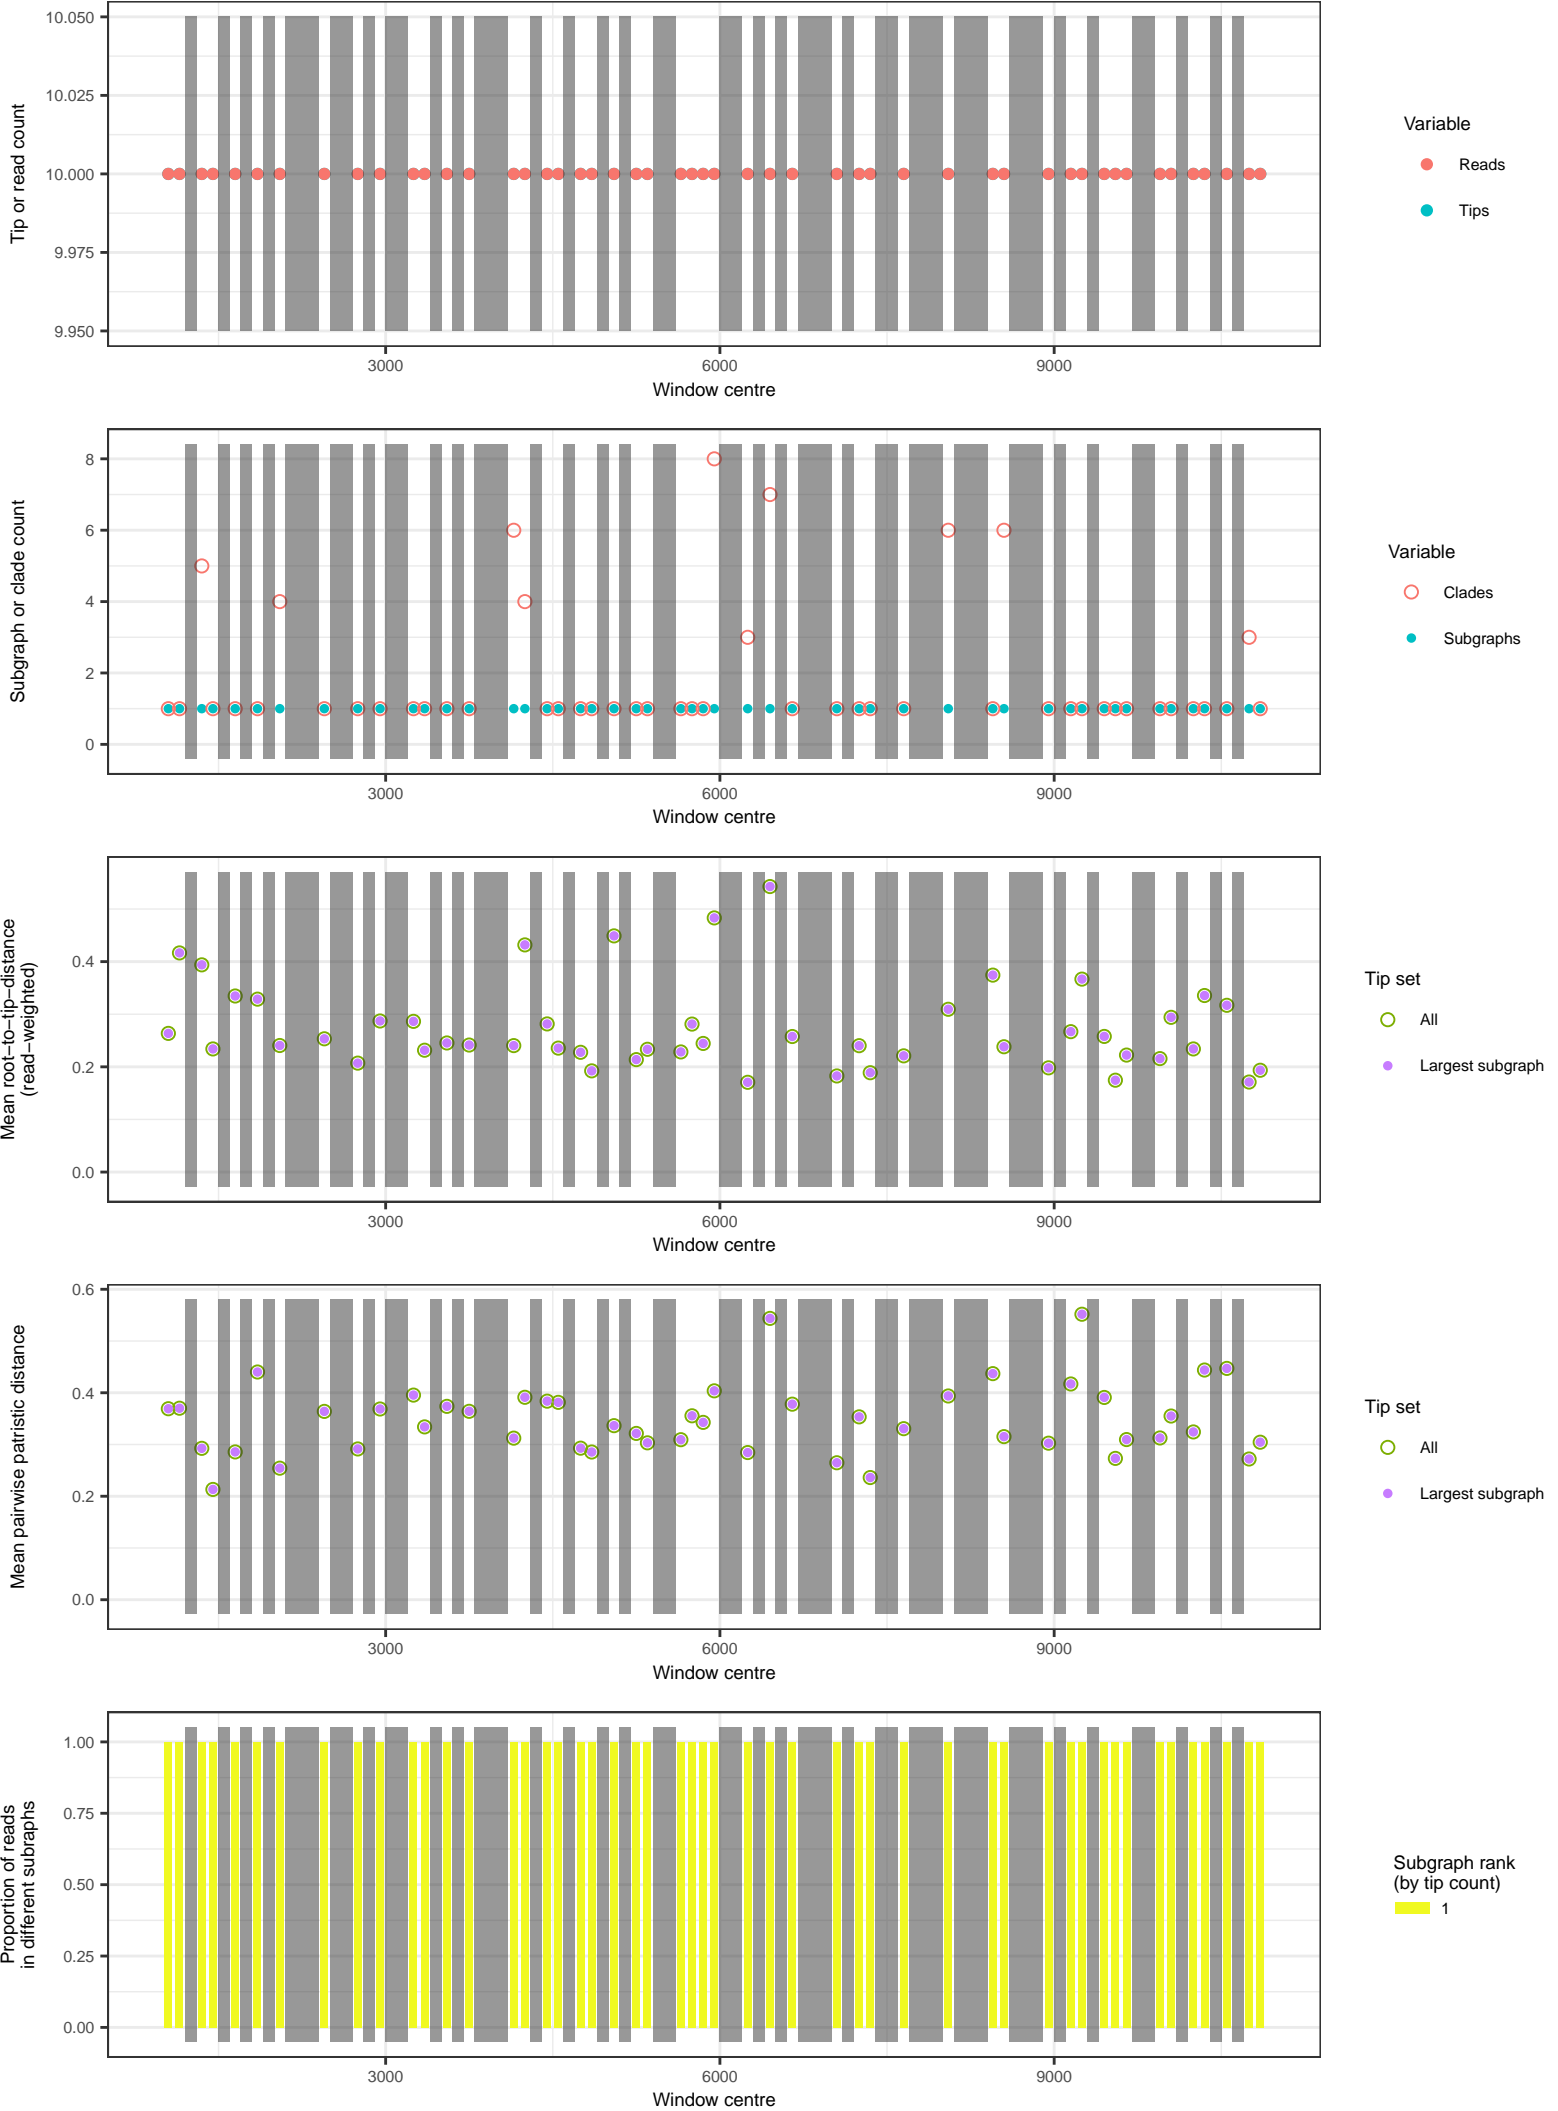 10.050
10.025
10.000
9.975
9.950
Tip or read count
3000
6000
9000
Window centre
Variable
Reads
Tips
8
6
4
2
0
Subgraph or clade count
3000
6000
9000
Window centre
Variable
Clades
Subgraphs
0.4
0.2
0.0
Mean root−to−tip−distance
(read−weighted)
3000
6000
9000
Window centre
Tip set
All
Largest subgraph
0.6
0.4
0.2
0.0
Mean pairwise patristic distance
3000
6000
9000
Window centre
Tip set
All
Largest subgraph
1.00
0.75
0.50
0.25
0.00
Proportion of reads
in different subraphs
3000
6000
9000
Window centre
Subgraph rank
(by tip count)
1